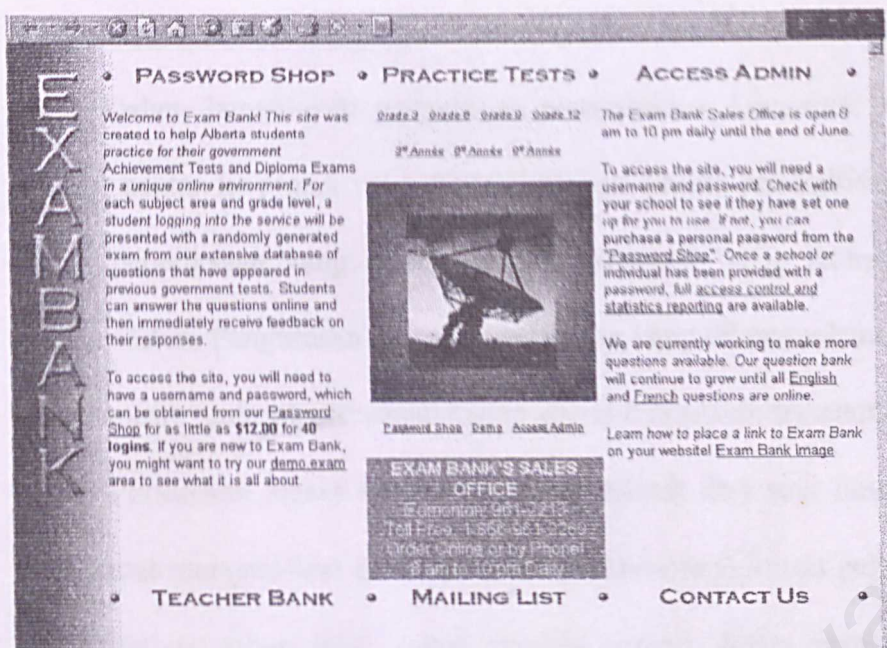 EXAM BANK
PASSWORD SHOP
PRACTICE TESTS
ACCESS ADMIN
Welcome to Exam Bank! This site was
created to help Alberta students
practice for their government
Achievement Tests and Diploma Exams
in a unique online environment. For
each subject area and grade level, a
student logging into the service will be
presented with a randomly generated
exam from our extensive database of
questions that have appeared in
previous government tests. Students
can answer the questions online and
then immediately receive feedback on
their responses.
To access the site, you will need to
have a username and password, which
can be obtained from our Password
Shop for as little as $12.00 for 40
logins. If you are new to Exam Bank,
you might want to try our demo exam
area to see what it is all about.
Grade 3 Grade 6 Grade 9 Grade 12
Année Année Année
Password Shop Demo Access Admin
EXAM BANK'S SALES
OFFICE
Edmonton:
Toll Free:
Order Online or by Phone!
The Exam Bank Sales Office is open 8
am to 10 pm daily until the end of June.
To access the site, you will need a
username and password. Check with
your school to see if they have set one
up for you to use. If not, you can
purchase a personal password from the
"Password Shop". Once a school or
individual has been provided with a
password, full access control and
statistics reporting are available.
We are currently working to make more
questions available. Our question bank
will continue to grow until all English
and French questions are online.
Learn how to place a link to Exam Bank
on your website! Exam Bank Image
TEACHER BANK
MAILING LIST
CONTACT US